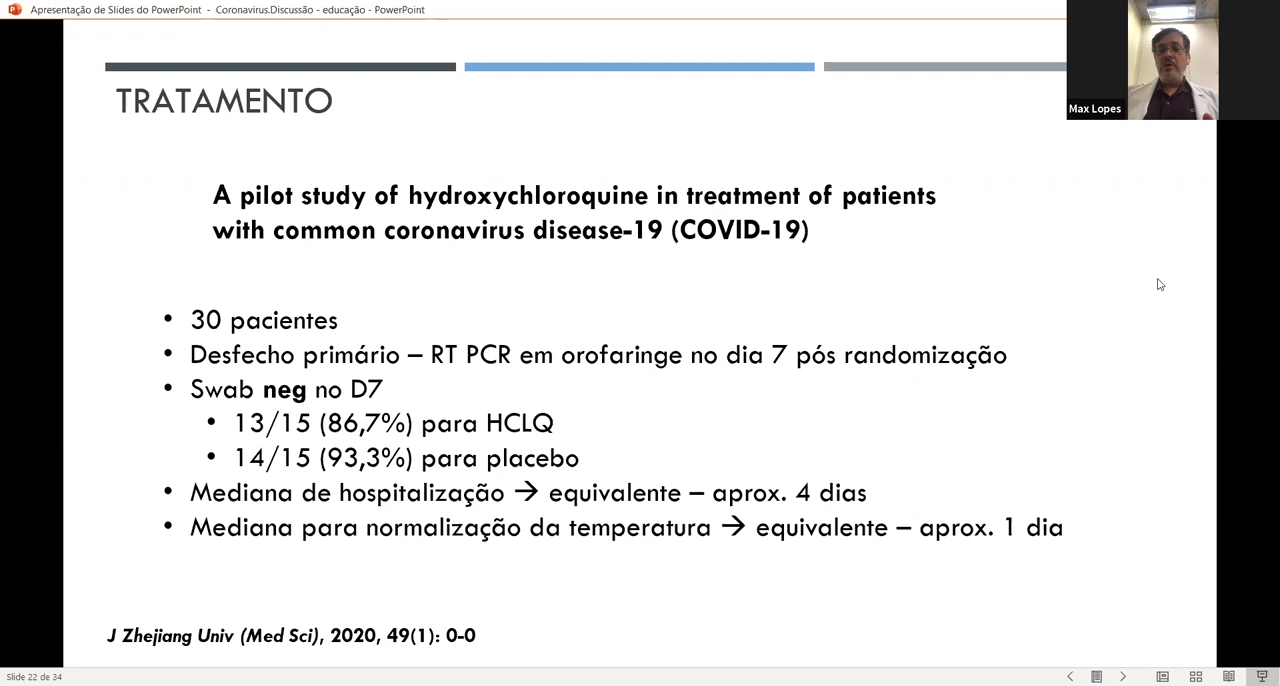 Apresentação de Slides do PowerPoint - Coronavirus.Discussão - educação - PowerPoint
Max Lopes
TRATAMENTO
A pilot study of hydroxychloroquine in treatment of patients
with common coronavirus disease-19 (COVID-19)
• 30 pacientes
• Desfecho primário – RT PCR em orofaringe no dia 7 pós randomização
• Swab neg no D7
• 13/15 (86,7%) para HCLQ
• 14/15 (93,3%) para placebo
• Mediana de hospitalização → equivalente – aprox. 4 dias
• Mediana para normalização da temperatura → equivalente – aprox. 1 dia
J Zhejiang Univ (Med Sci), 2020, 49(1): 0-0
Slide 22 de 34